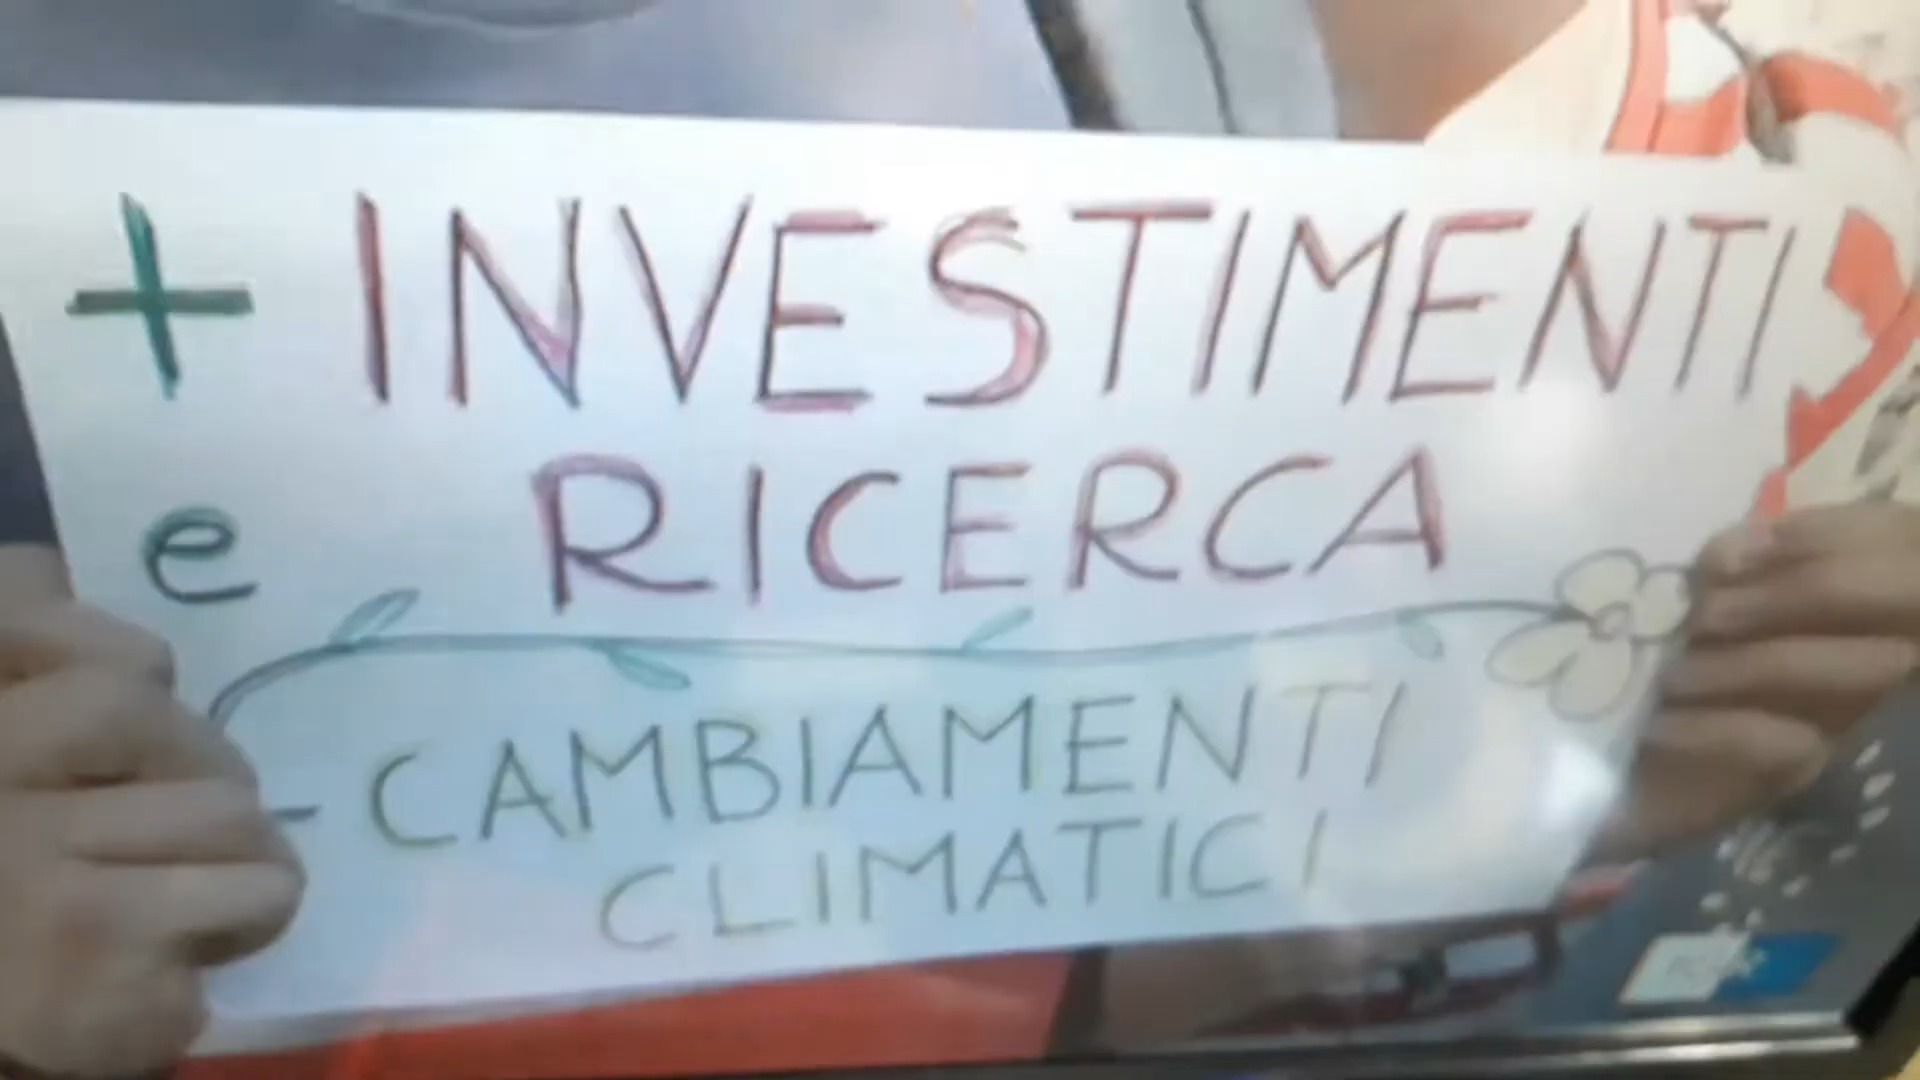 + INVESTIMENTI
e RICERCA
- CAMBIAMENTI
CLIMATICI